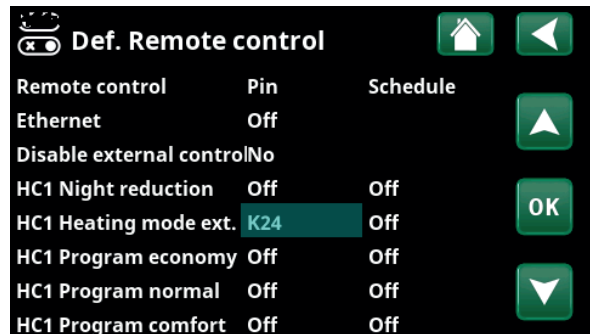 Def. Remote control
Remote control Pin Schedule
Ethernet Off
Disable external control No
HC1 Night reduction Off Off
HC1 Heating mode ext. K24 Off
HC1 Program economy Off Off
HC1 Program normal Off Off
HC1 Program comfort Off Off
OK